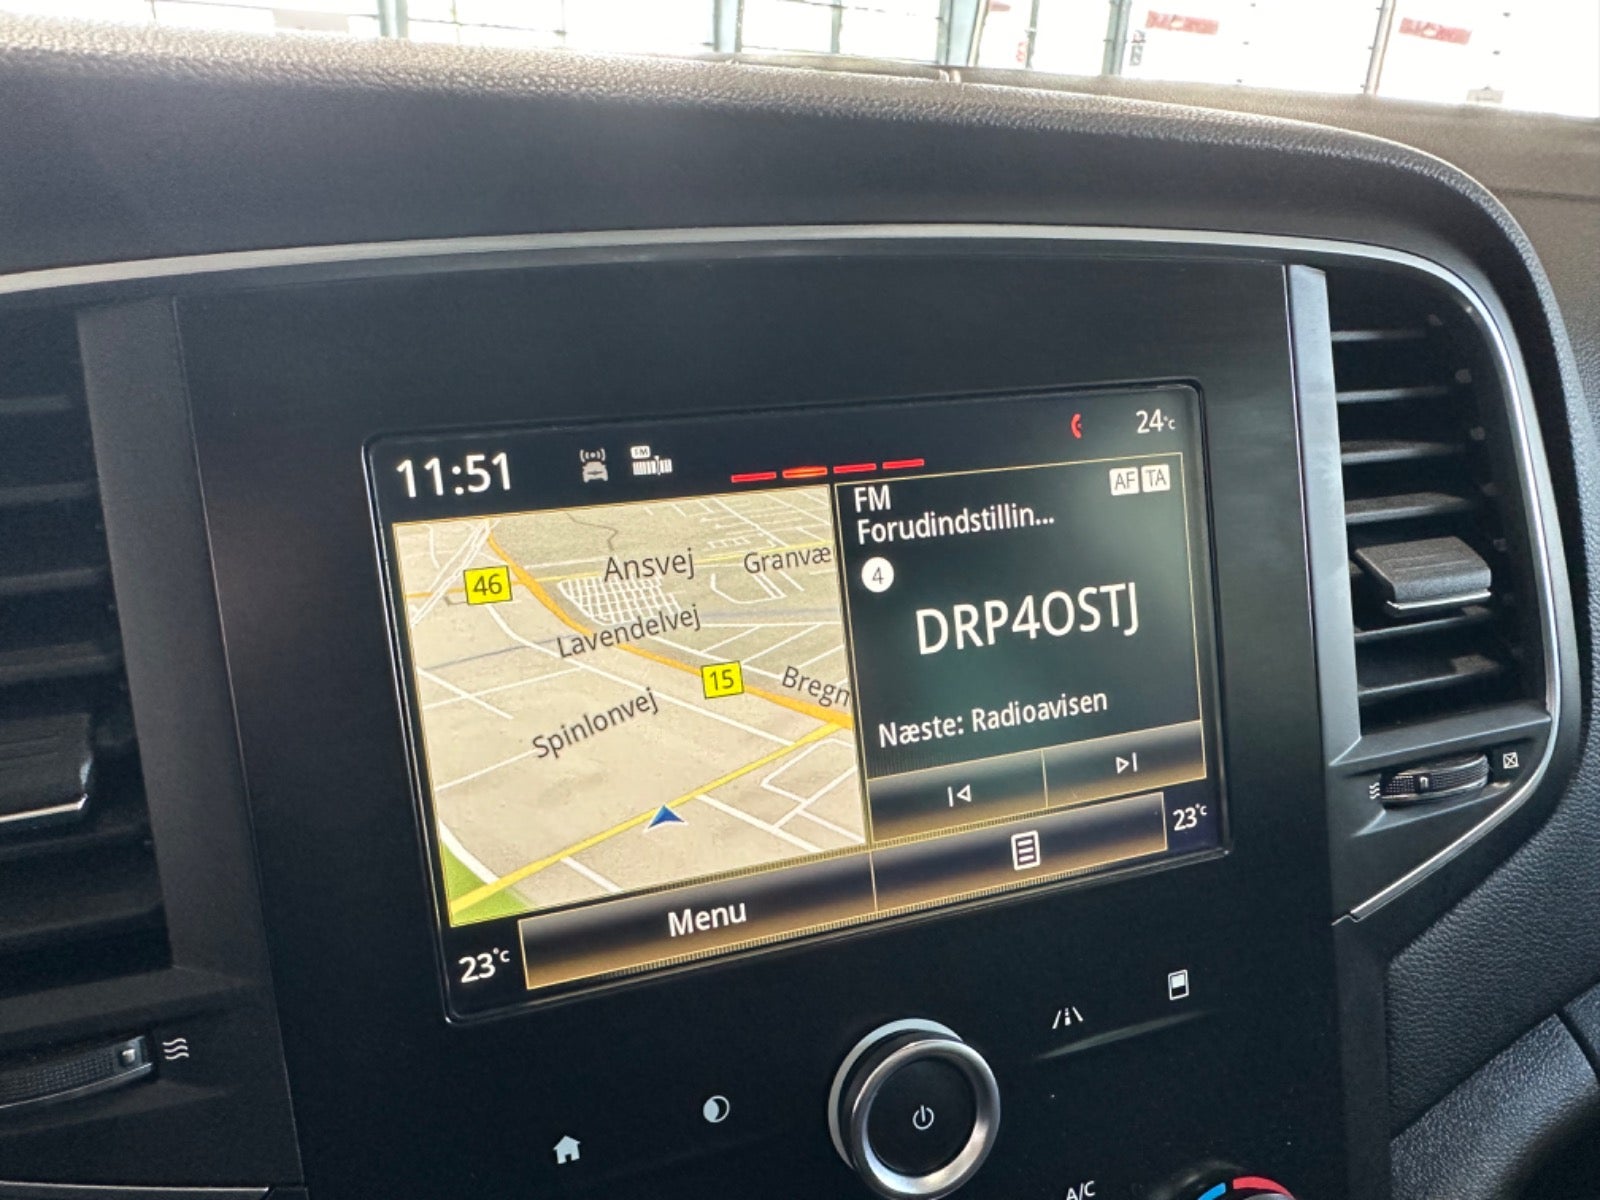 11:51
FM
24°c
46
Ansvej
Granvæ
Lavendelvej
15
Bregn
Spinlonvej
FM
AF TA
Forudindstillin...
4
DRP4OSTJ
Næste: Radioavisen
Menu
23°c
23°c
A/C